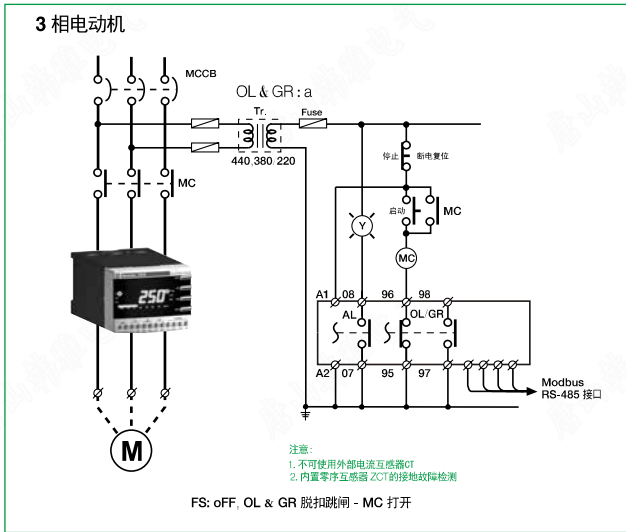 3 相电动机
MCCB
OL & GR : a
Tr.
Fuse
440, 380, 220
停止
断电复位
MC
启动
MC
Y
MC
250
A1 08 96 98
AL
OL/GR
A2 07 95 97
Modbus
RS-485 接口
M
注意:
1. 不可使用外部电流互感器CT
2. 内置零序互感器 ZCT的接地故障检测
FS: oFF, OL & GR 脱扣跳闸 - MC 打开